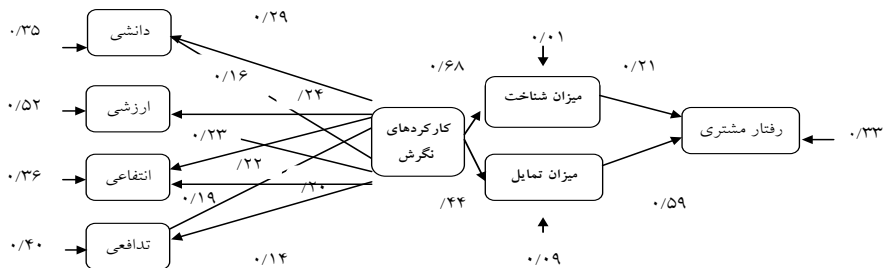 ۰/۳۵
دانشی
۰/۲۹
۰/۰۱
۰/۱۶
۰/۶۸
۰/۲۱
۰/۵۲
ارزشی
/۲۴
میزان شناخت
کارکردهای
نگرش
رفتار مشتری
۰/۳۳
۰/۲۳
۰/۳۶
انتفاعی
/۲۲
میزان تمایل
۰/۱۹
/۲۰
/۴۴
۰/۵۹
۰/۴۰
تدافعی
۰/۱۴
۰/۰۹